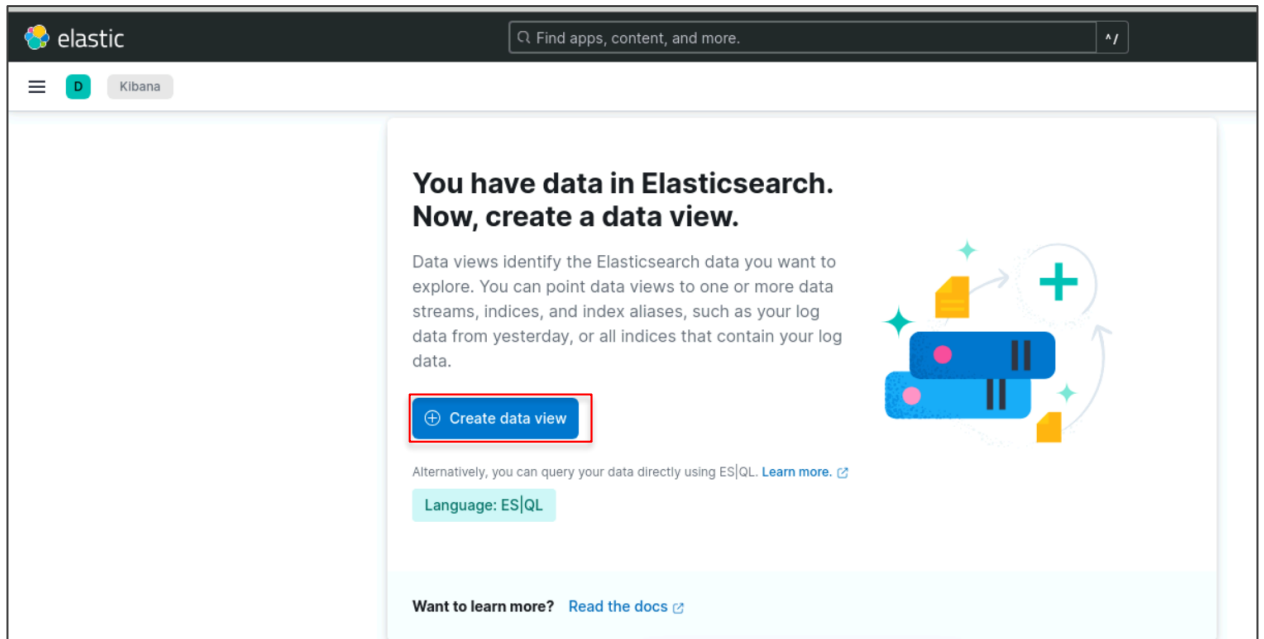 elastic
Find apps, content, and more.
^/
D
Kibana
You have data in Elasticsearch.
Now, create a data view.
Data views identify the Elasticsearch data you want to
explore. You can point data views to one or more data
streams, indices, and index aliases, such as your log
data from yesterday, or all indices that contain your log
data.
Create data view
Alternatively, you can query your data directly using ES|QL. Learn more.
Language: ES|QL
Want to learn more? Read the docs